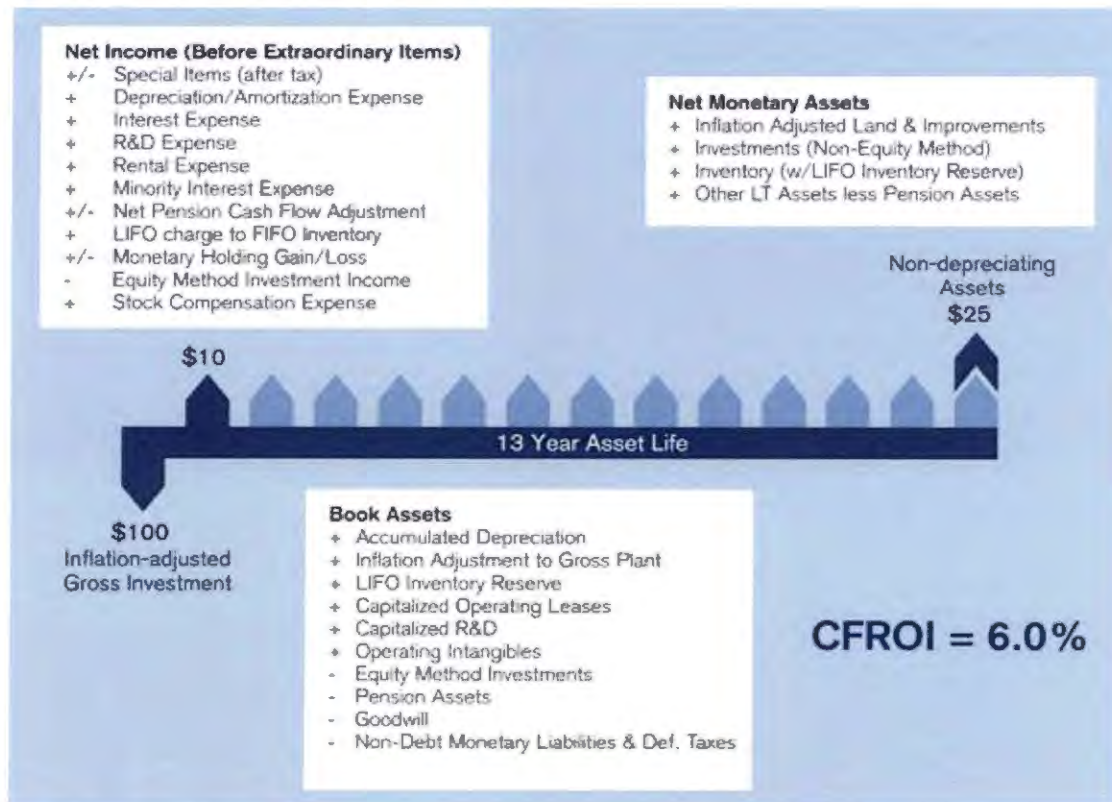 Net Income (Before Extraordinary Items)
+/- Special Items (after tax)
+ Depreciation/Amortization Expense
+ Interest Expense
+ R&D Expense
+ Rental Expense
+ Minority Interest Expense
+/- Net Pension Cash Flow Adjustment
+ LIFO charge to FIFO Inventory
+/- Monetary Holding Gain/Loss
- Equity Method Investment Income
+ Stock Compensation Expense
Net Monetary Assets
+ Inflation Adjusted Land & Improvements
+ Investments (Non-Equity Method)
+ Inventory (w/LIFO Inventory Reserve)
+ Other LT Assets less Pension Assets
Non-depreciating
Assets
$25
$10
13 Year Asset Life
$100
Inflation-adjusted
Gross Investment
Book Assets
+ Accumulated Depreciation
+ Inflation Adjustment to Gross Plant
+ LIFO Inventory Reserve
+ Capitalized Operating Leases
+ Capitalized R&D
+ Operating Intangibles
- Equity Method Investments
- Pension Assets
- Goodwill
- Non-Debt Monetary Liabilities & Def. Taxes
CFROI = 6.0%